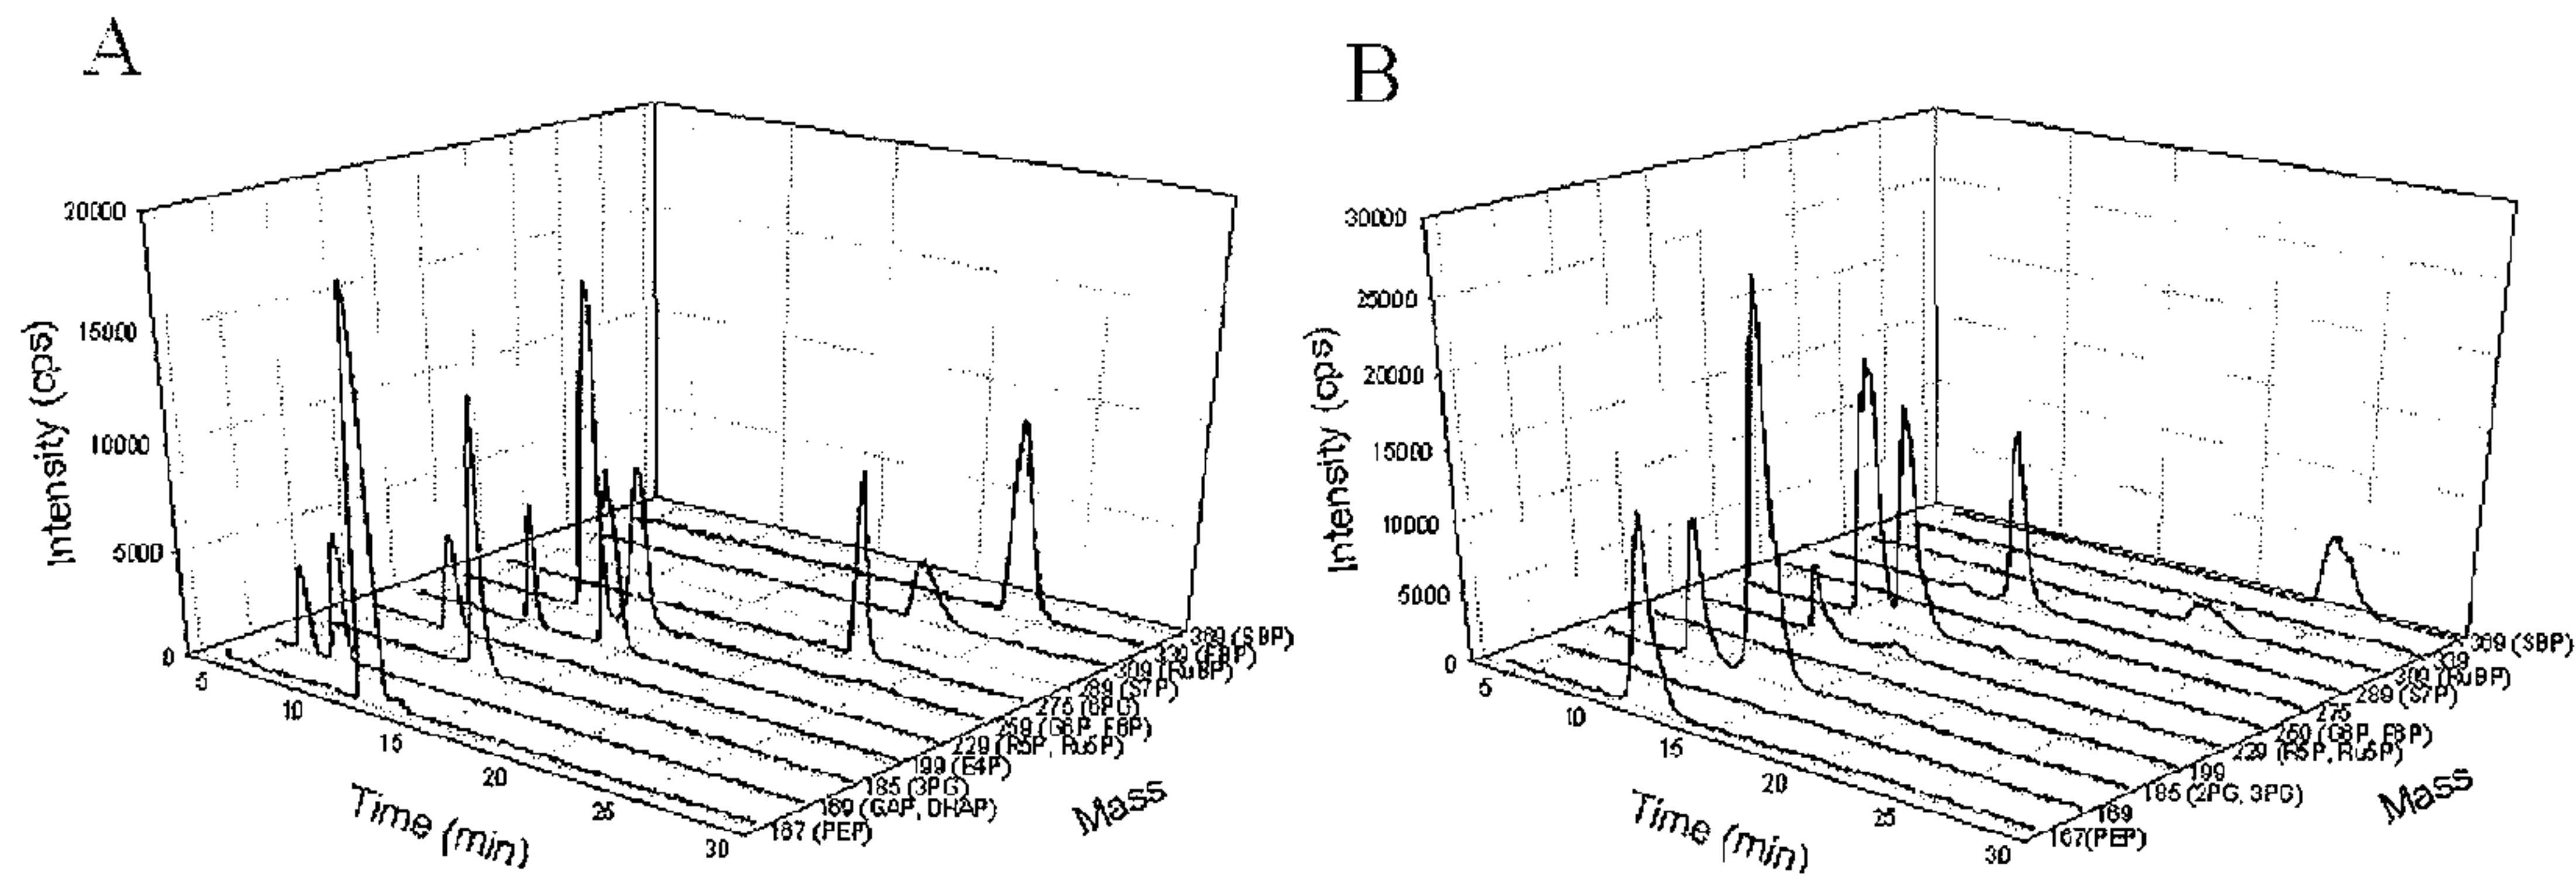 A
20000
15000
10000
5000
0
Intensity (cps)
5
10
15
20
25
30
Time (min)
369 (SBP)
339 (FBP)
309 (RuBP)
289 (S7P)
275 (6PG)
259 (G6P, F6P)
229 (R5P, Ru5P)
199 (E4P)
185 (3PG)
169 (GAP, DHAP)
167 (PEP)
Mass
B
30000
25000
20000
15000
10000
5000
0
Intensity (cps)
5
10
15
20
25
30
Time (min)
369 (SBP)
339
309 (RuBP)
289 (S7P)
275
259 (G6P, F6P)
229 (R5P, Ru5P)
199
185 (2PG, 3PG)
169
167(PEP)
Mass